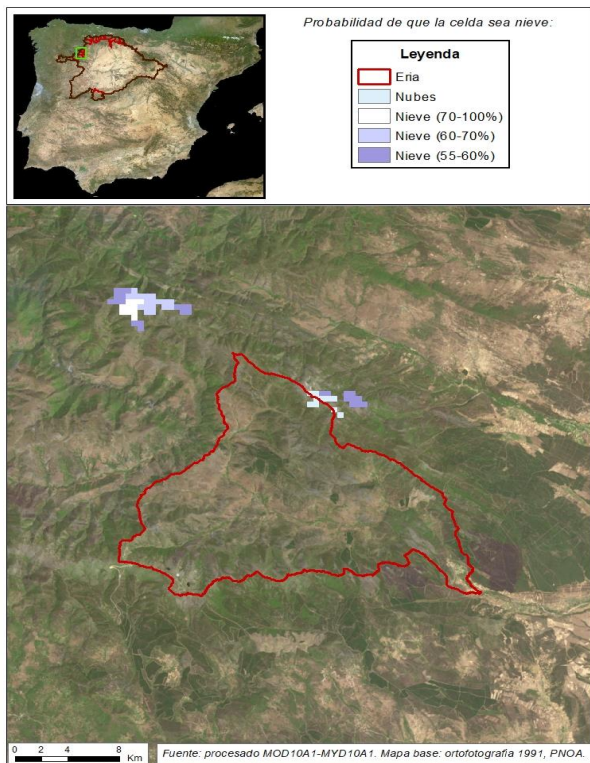 Probabilidad de que la celda sea nieve:
Leyenda
Eria
Nubes
Nieve (70-100%)
Nieve (60-70%)
Nieve (55-60%)
0 2 4 8
Km
Fuente: procesado MOD10A1-MYD10A1. Mapa base: ortofotografía 1991, PNOA.